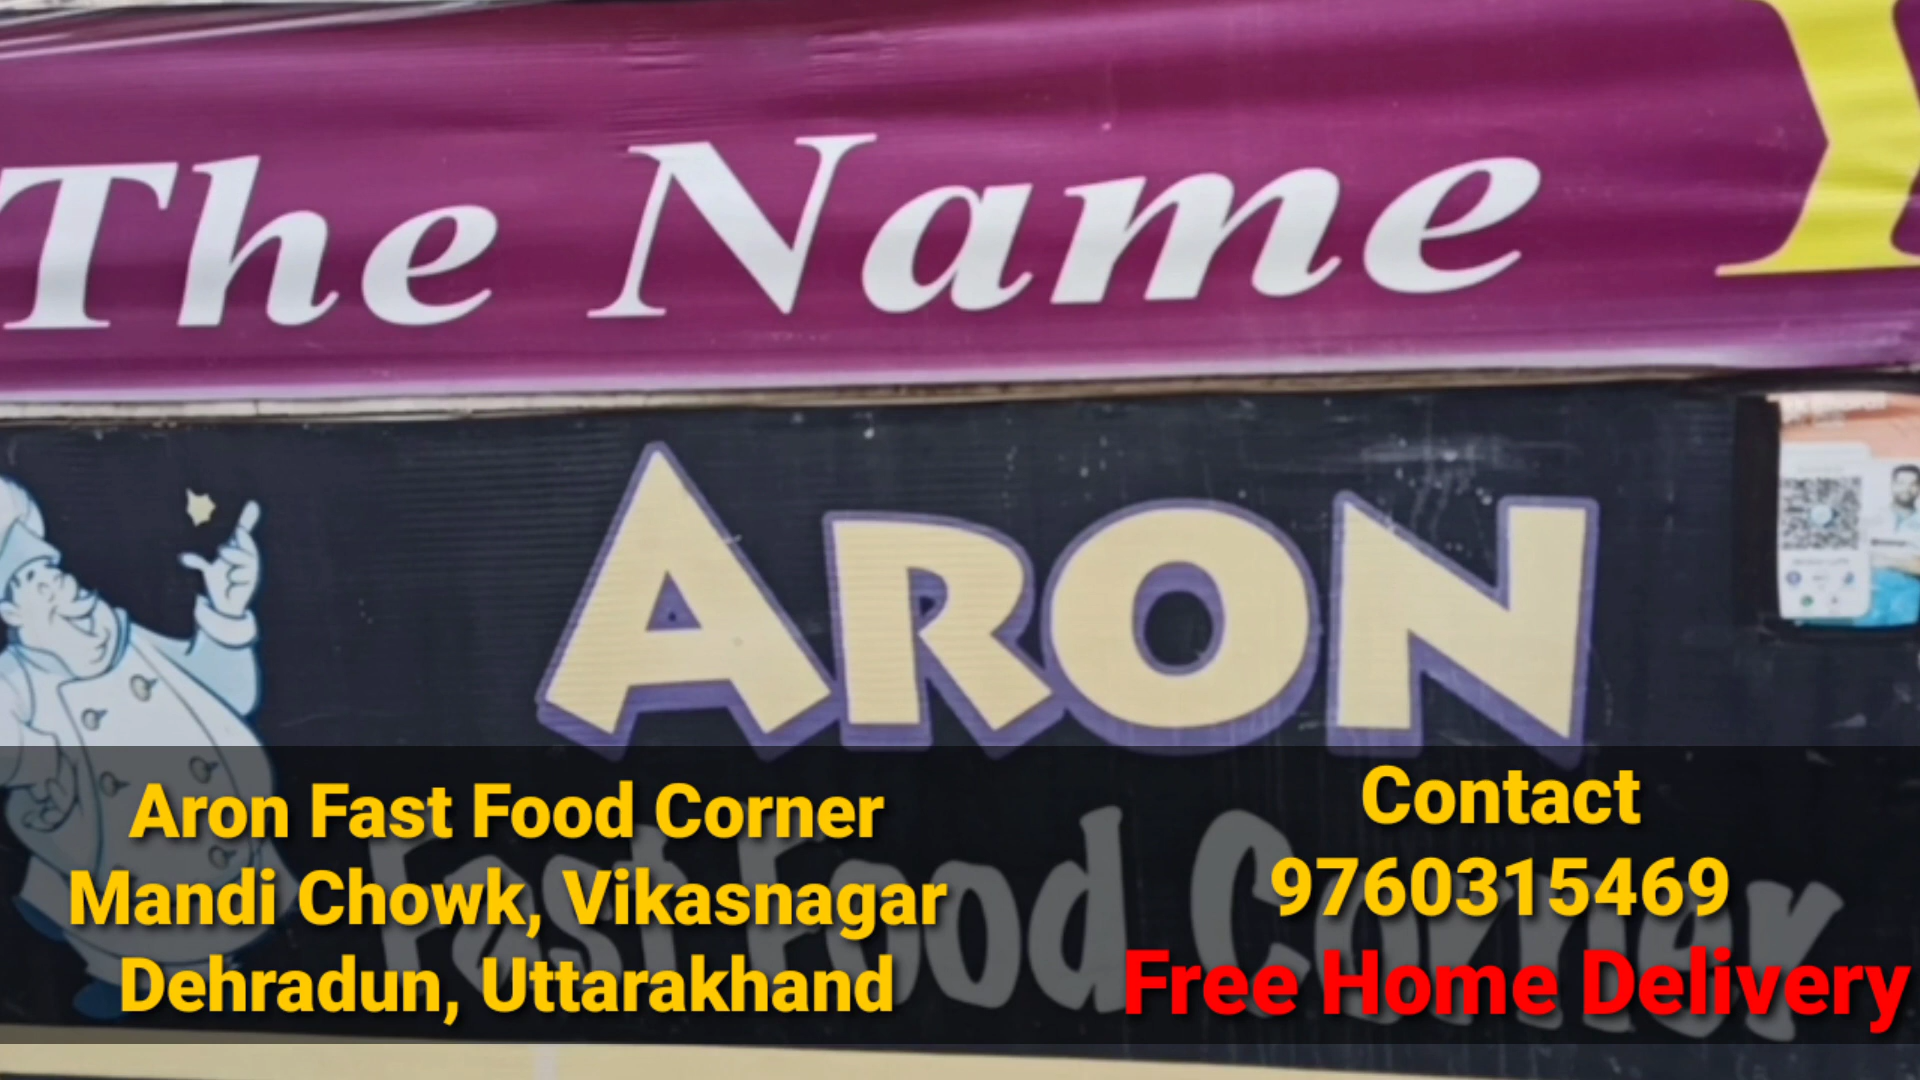 The Name
ARON
Fast Food Corner
Aron Fast Food Corner
Mandi Chowk, Vikasnagar
Dehradun, Uttarakhand
Contact
9760315469
Free Home Delivery